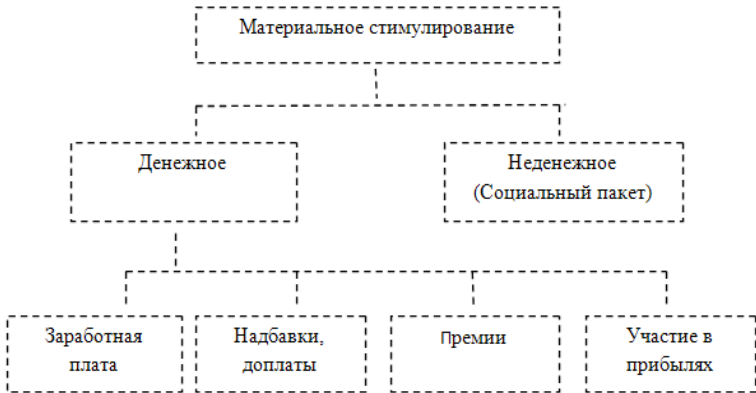 Материальное стимулирование
Денежное
Неденежное
(Социальный пакет)
Заработная
плата
Надбавки,
доплаты
Премии
Участие в
прибылях